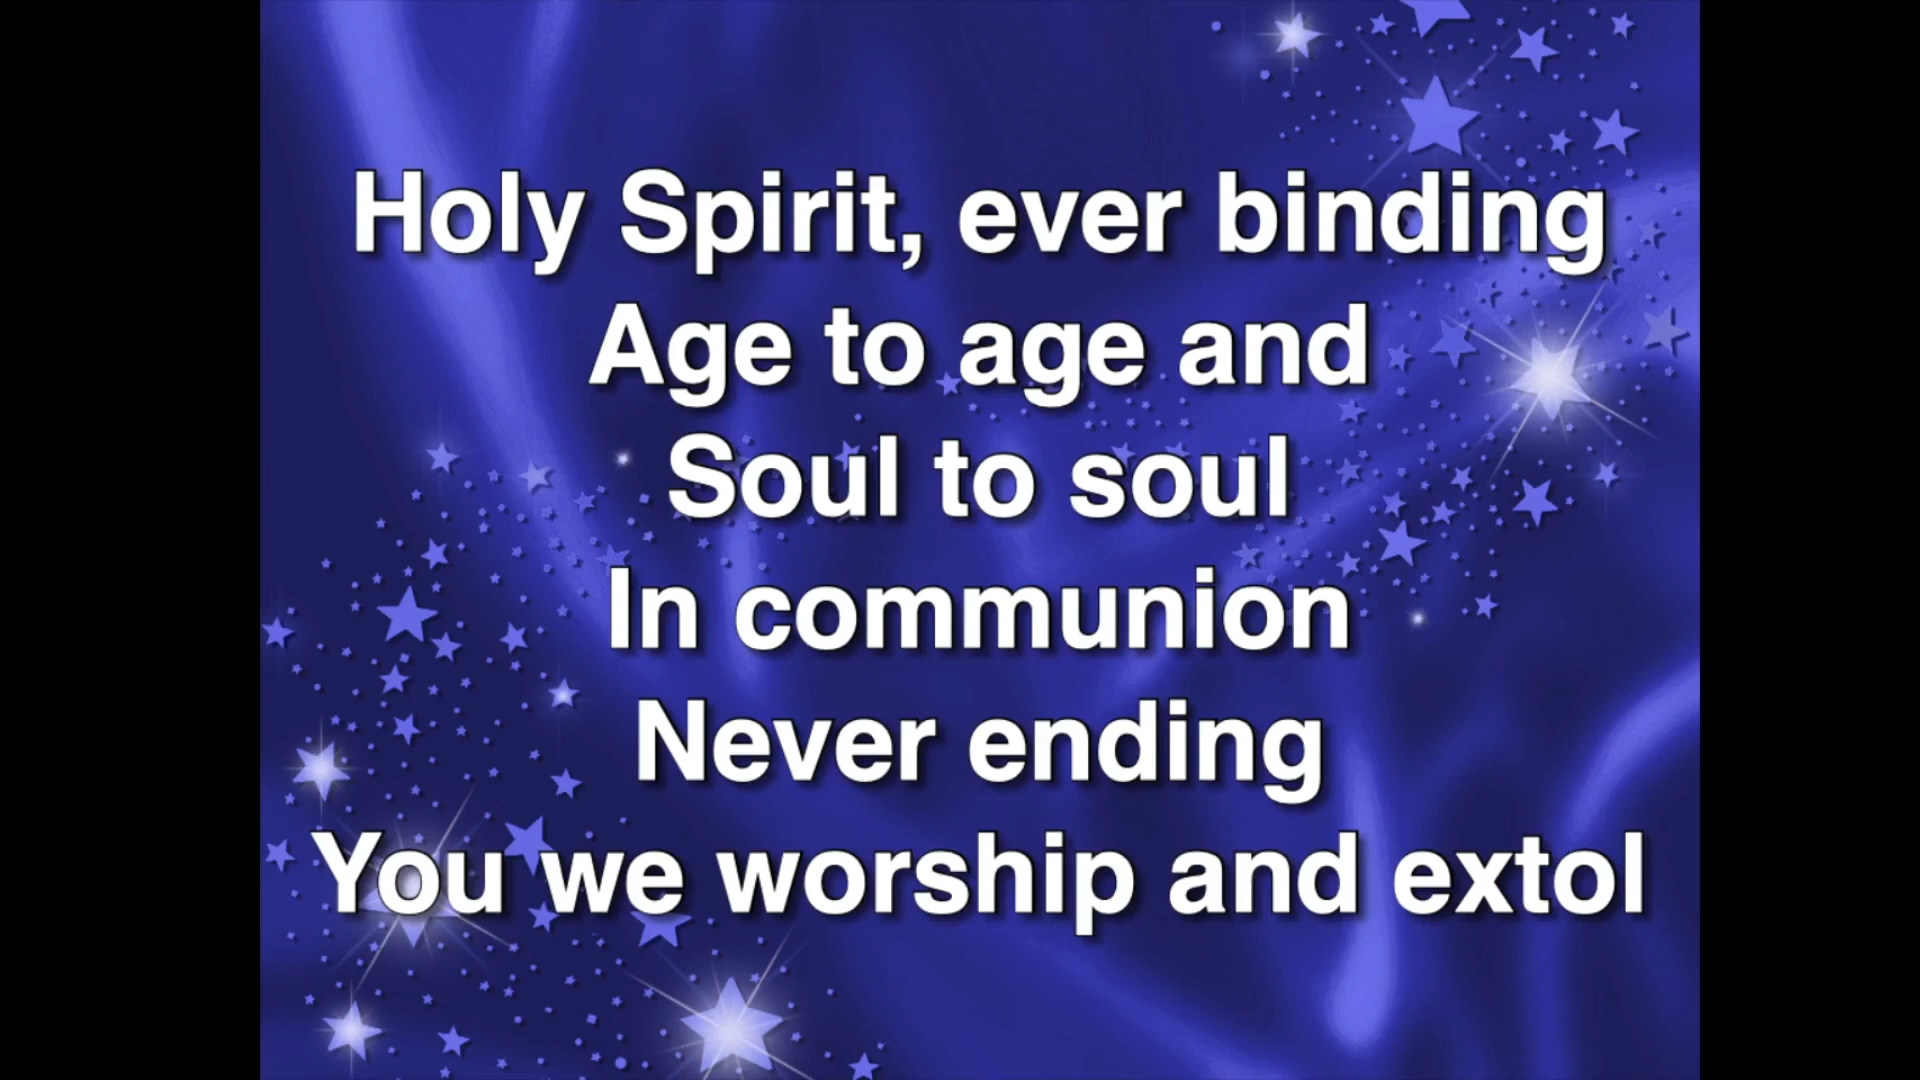 Holy Spirit, ever binding
Age to age and
Soul to soul
In communion
Never ending
You we worship and extol